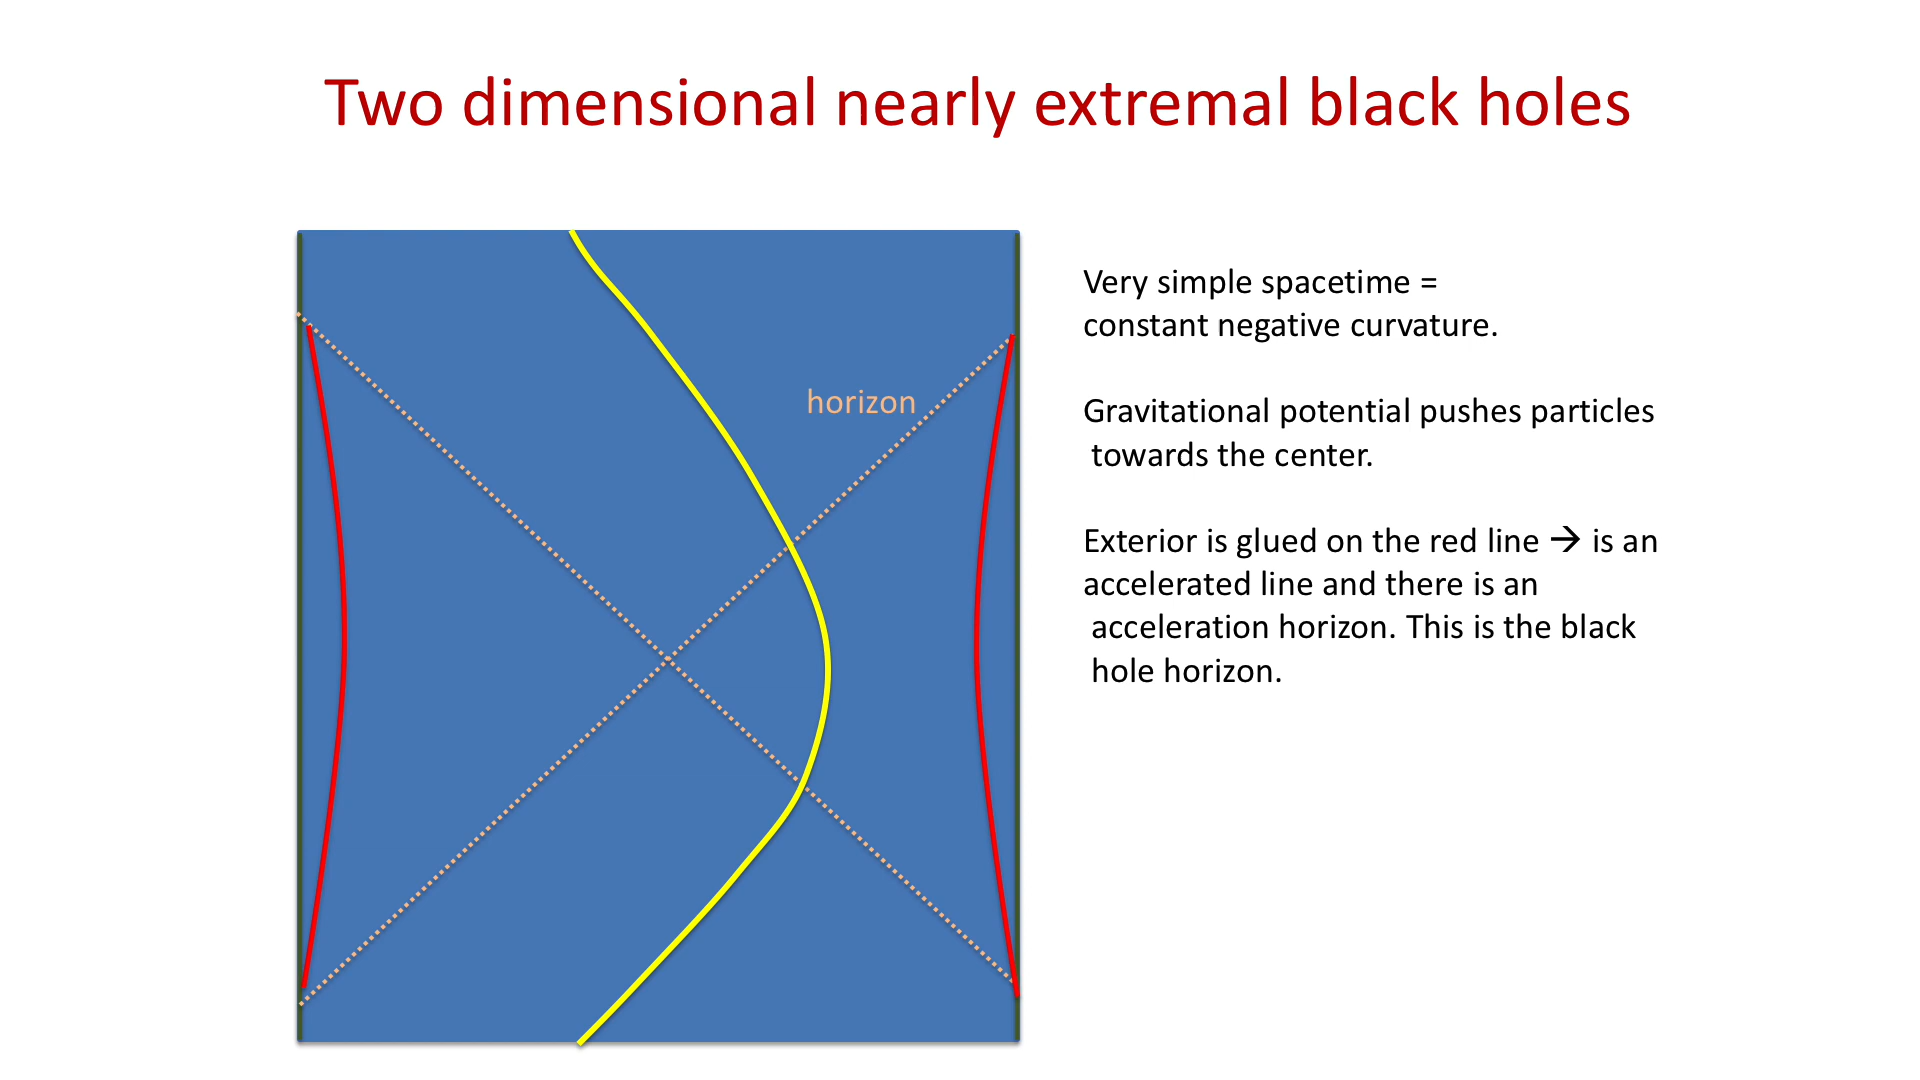 Two dimensional nearly extremal black holes
horizon
Very simple spacetime =
constant negative curvature.
Gravitational potential pushes particles
towards the center.
Exterior is glued on the red line → is an
accelerated line and there is an
acceleration horizon. This is the black
hole horizon.